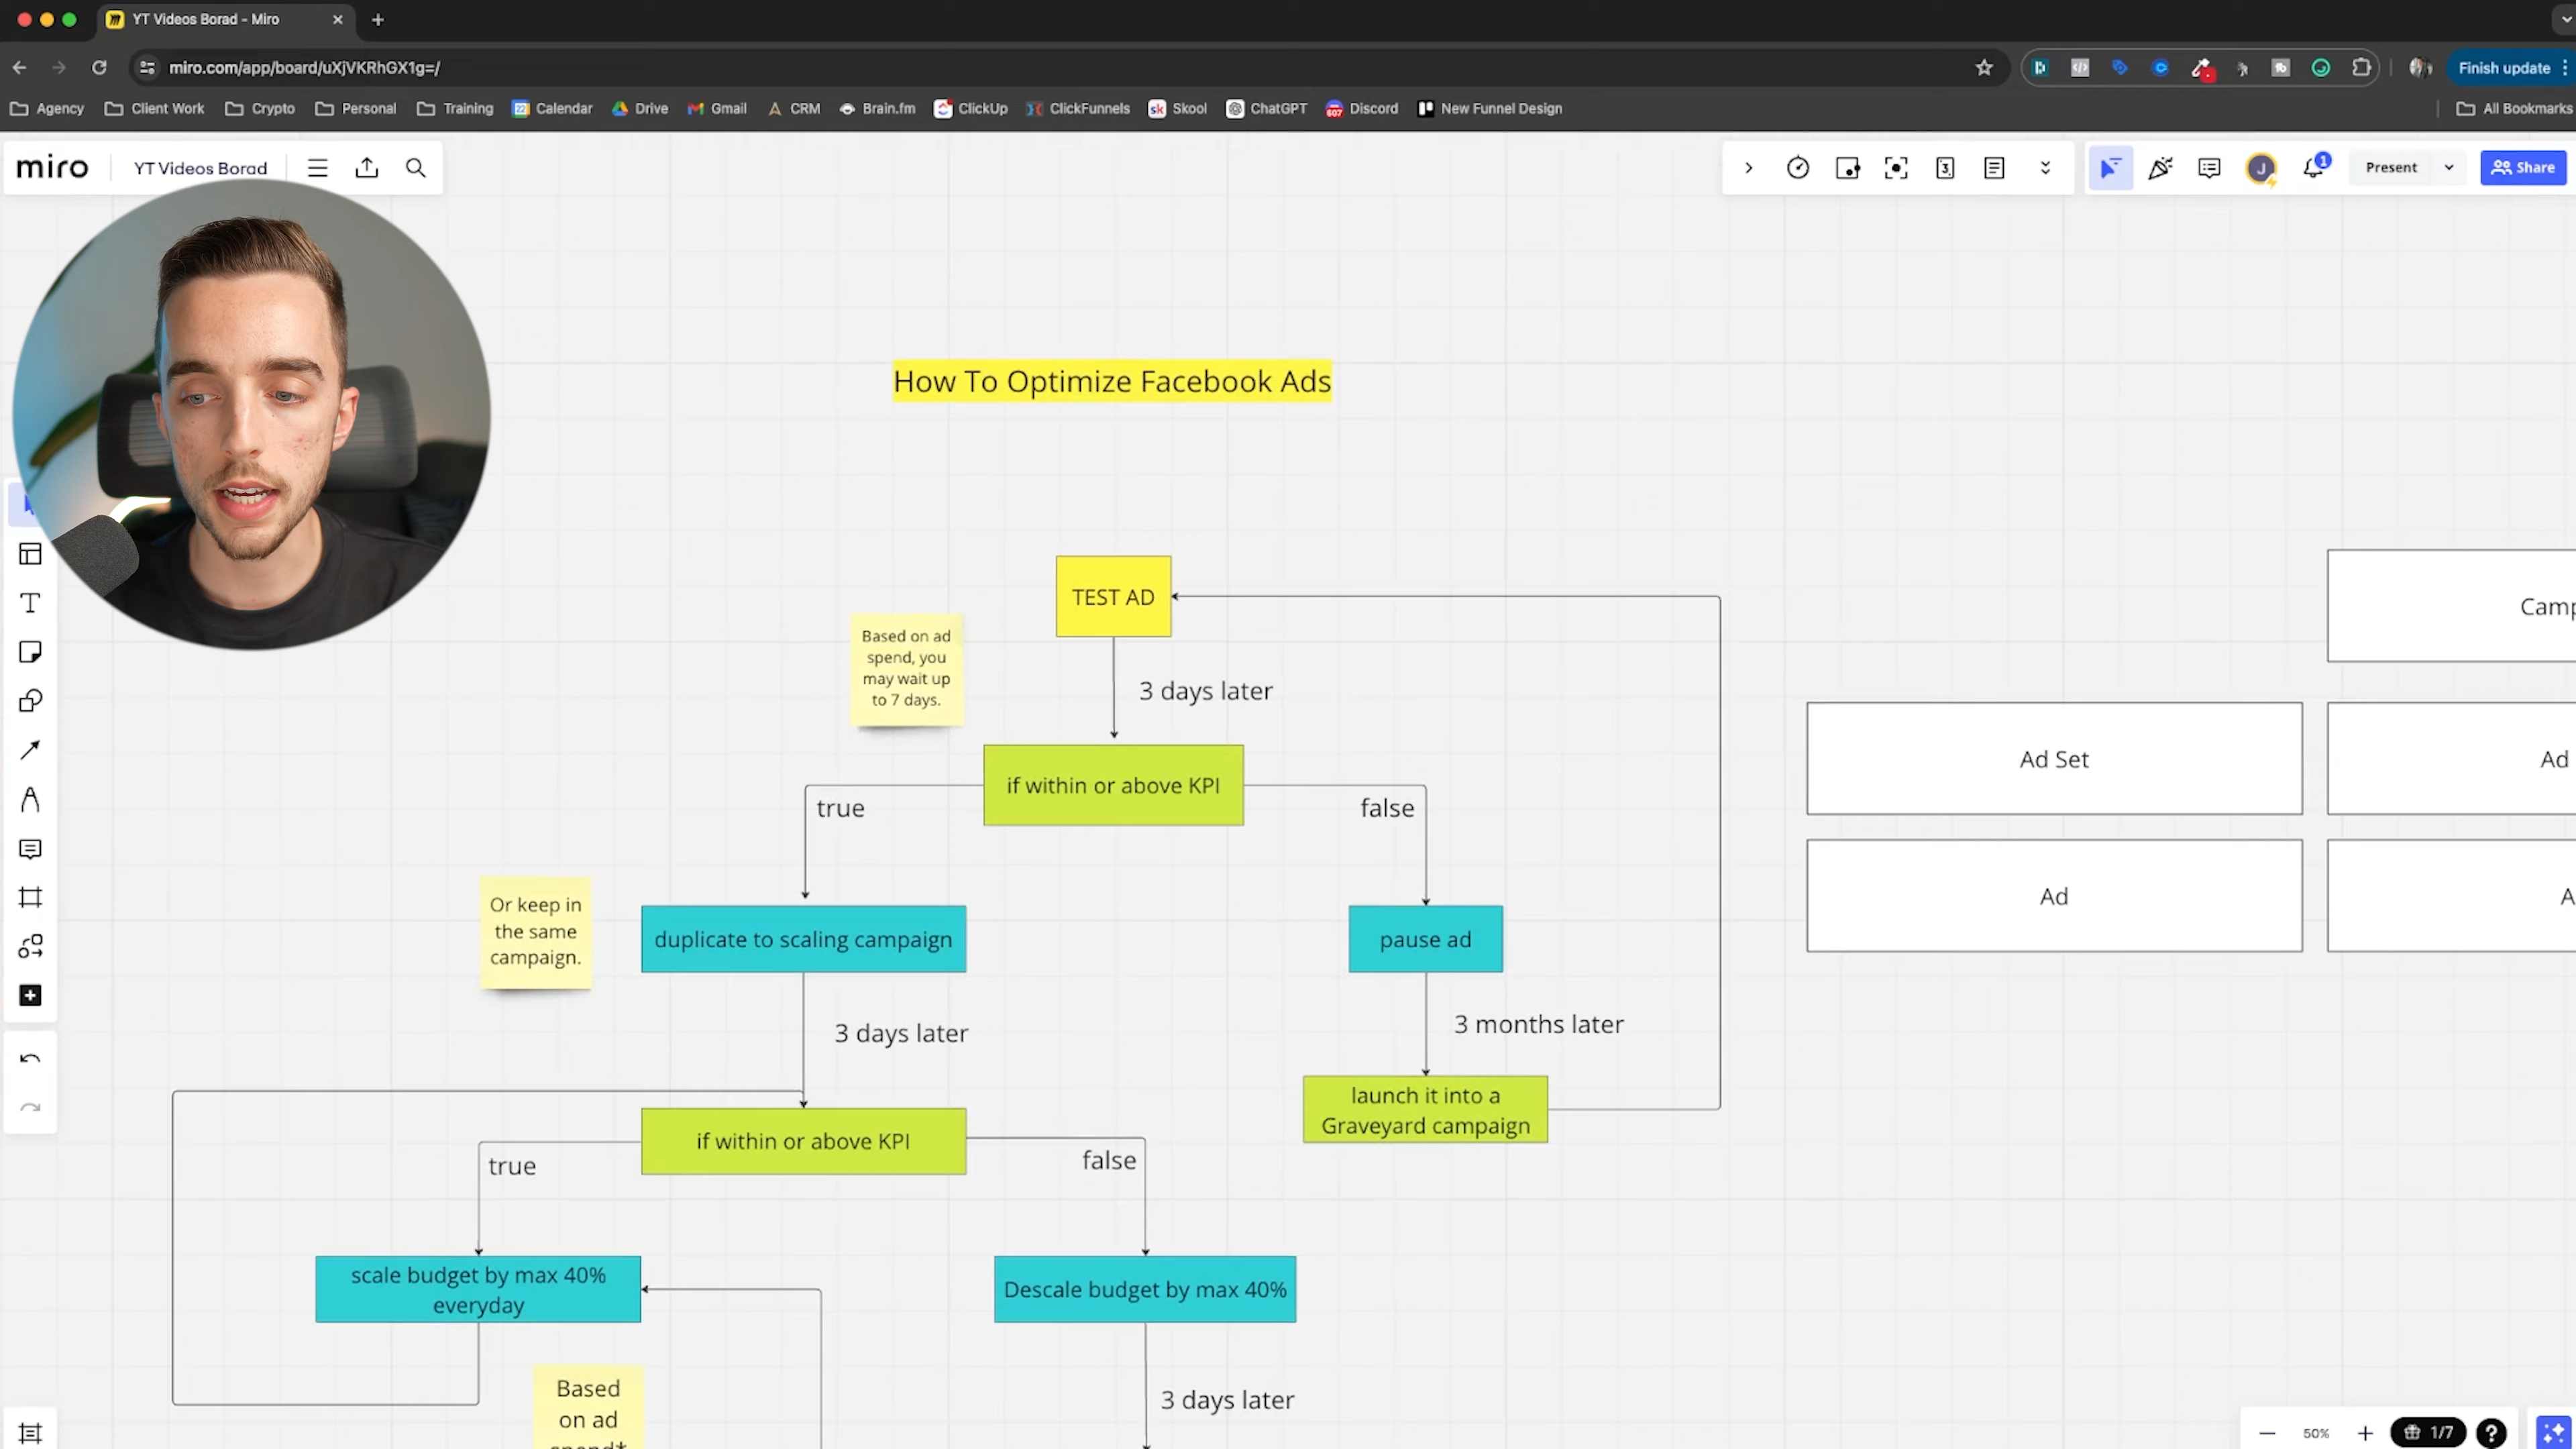 YT Videos Borad - Miro
miro.com/app/board/uXjVKRhGX1g=/
Finish update
Agency
Client Work
Crypto
Personal
Training
Calendar
Drive
Gmail
CRM
Brain.fm
ClickUp
ClickFunnels
Skool
ChatGPT
Discord
New Funnel Design
All Bookmarks
miro
YT Videos Borad
J
1
Present
Share
How To Optimize Facebook Ads
TEST AD
Based on ad
spend, you
may wait up
to 7 days.
3 days later
if within or above KPI
true
false
Or keep in
the same
campaign.
duplicate to scaling campaign
pause ad
3 days later
3 months later
launch it into a
Graveyard campaign
if within or above KPI
true
false
scale budget by max 40%
everyday
Descale budget by max 40%
Based
on ad
spend*
3 days later
Camp
Ad Set
Ad
Ad
A
50%
1/7